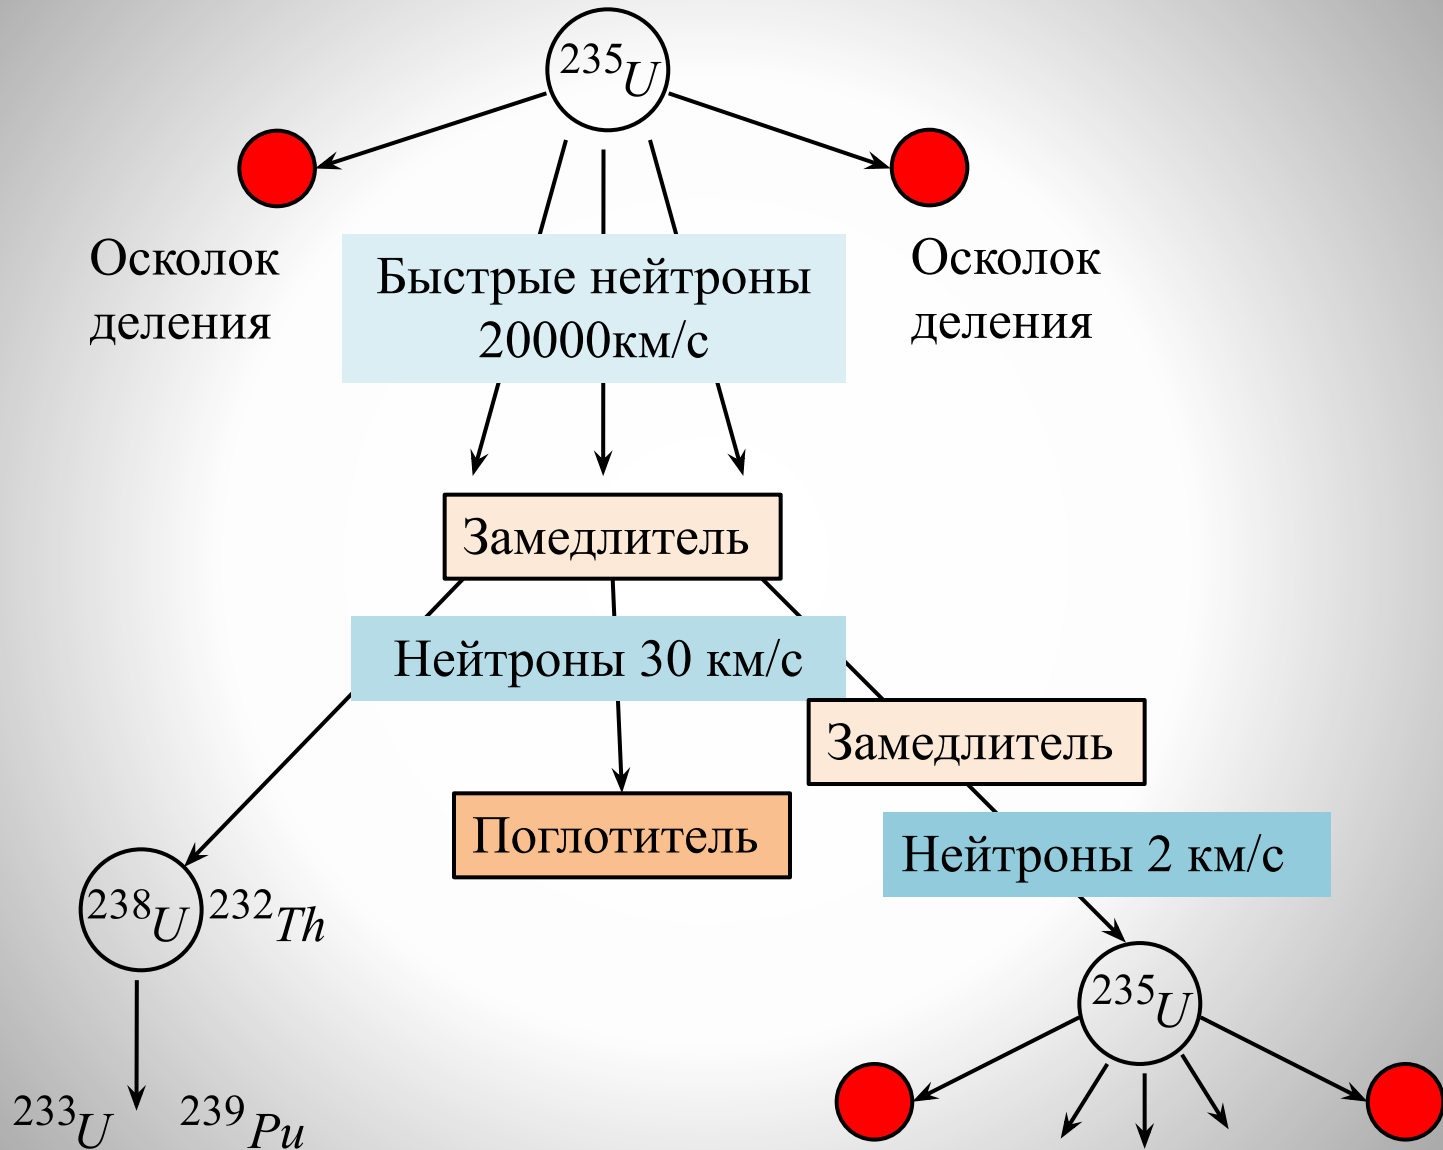 ²³⁵U
Осколок
деления
Быстрые нейтроны
20000км/с
Осколок
деления
Замедлитель
Нейтроны 30 км/с
Замедлитель
Поглотитель
Нейтроны 2 км/с
²³⁸U ²³²Th
²³⁵U
²³³U ²³⁹Pu